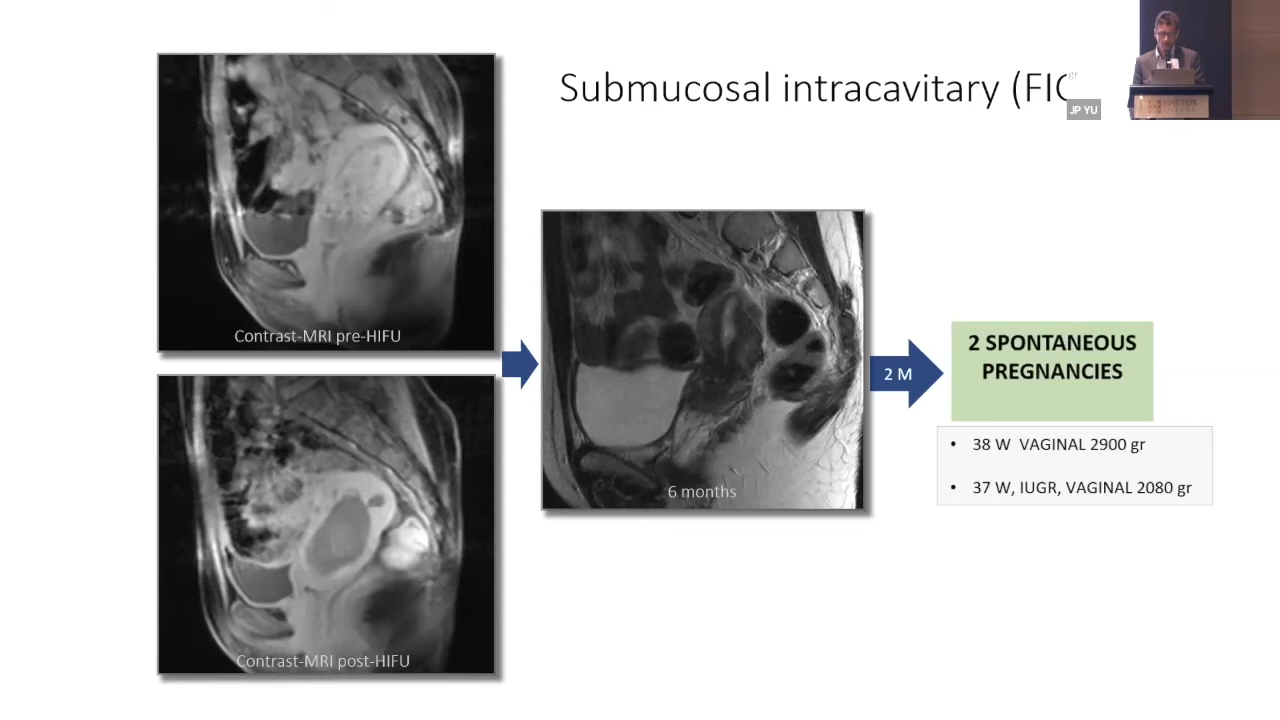 Submucosal intracavitary (FIG
gr
JP YU
Contrast-MRI pre-HIFU
2 SPONTANEOUS
PREGNANCIES
2 M
38 W VAGINAL 2900 gr
37 W, IUGR, VAGINAL 2080 gr
6 months
Contrast-MRI post-HIFU